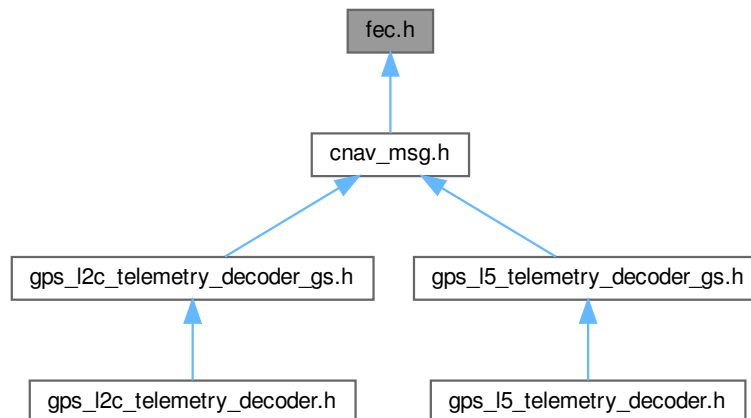 fec.h
cnav_msg.h
gps_l2c_telemetry_decoder_gs.h
gps_l5_telemetry_decoder_gs.h
gps_l2c_telemetry_decoder.h
gps_l5_telemetry_decoder.h